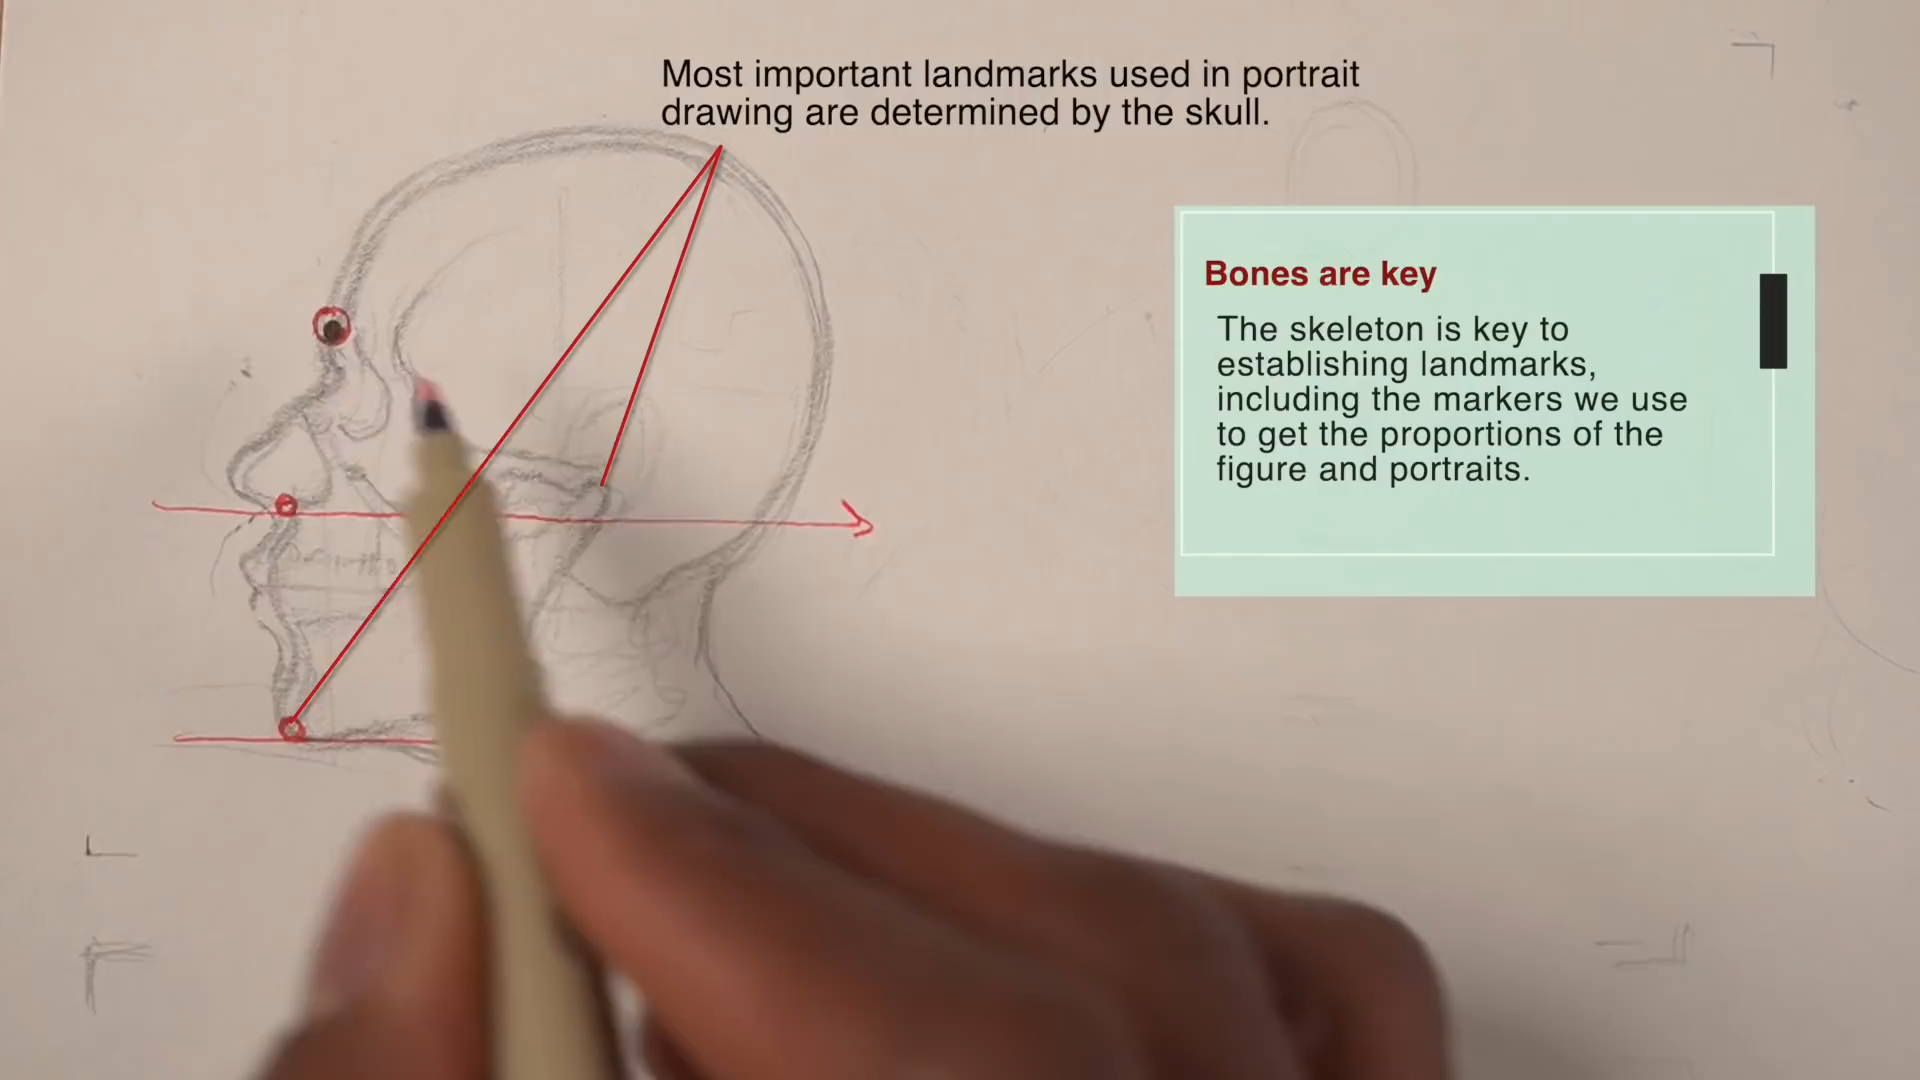 Most important landmarks used in portrait
drawing are determined by the skull.
Bones are key
The skeleton is key to
establishing landmarks,
including the markers we use
to get the proportions of the
figure and portraits.